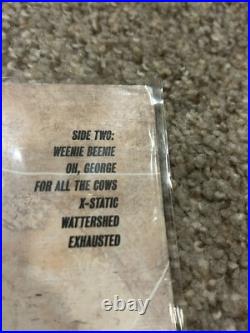 SIDE TWO:
WEENIE BEENIE
OH, GEORGE
FOR ALL THE COWS
X-STATIC
WATTERSHED
EXHAUSTED